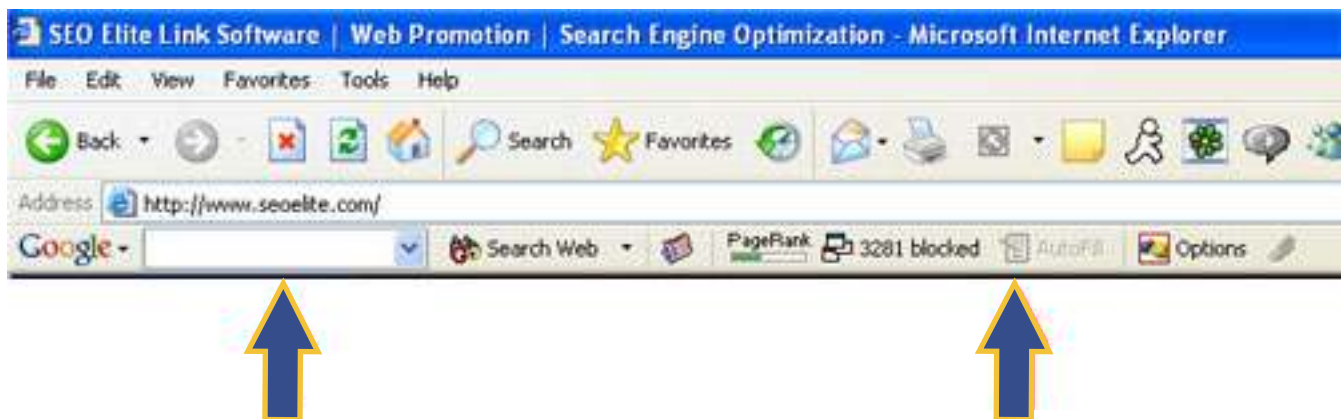 SEO Elite Link Software | Web Promotion | Search Engine Optimization - Microsoft Internet Explorer
File Edit View Favorites Tools Help
Back Search Favorites
Address http://www.seoelite.com/
Google Search Web PageRank 3281 blocked AutoFill Options